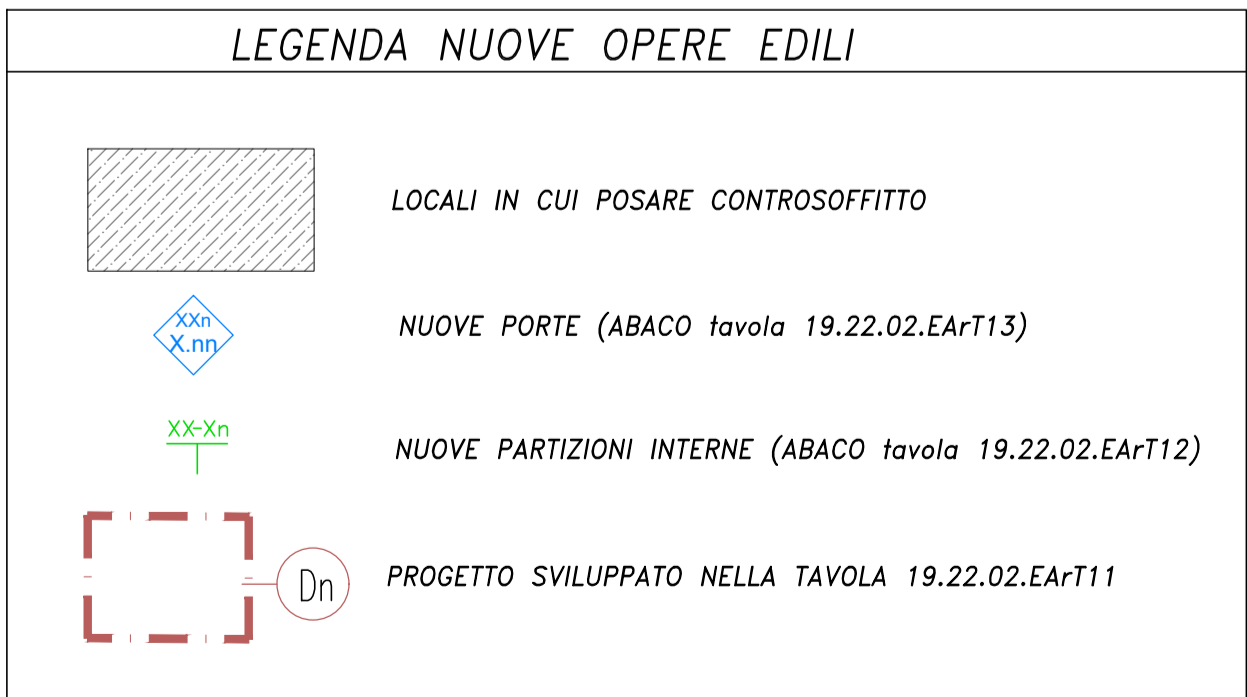 LEGENDA NUOVE OPERE EDILI
LOCALI IN CUI POSARE CONTROSOFFITTO
XXn
X.nn
NUOVE PORTE (ABACO tavola 19.22.02.EArT13)
XX-Xn
NUOVE PARTIZIONI INTERNE (ABACO tavola 19.22.02.EArT12)
Dn
PROGETTO SVILUPPATO NELLA TAVOLA 19.22.02.EArT11